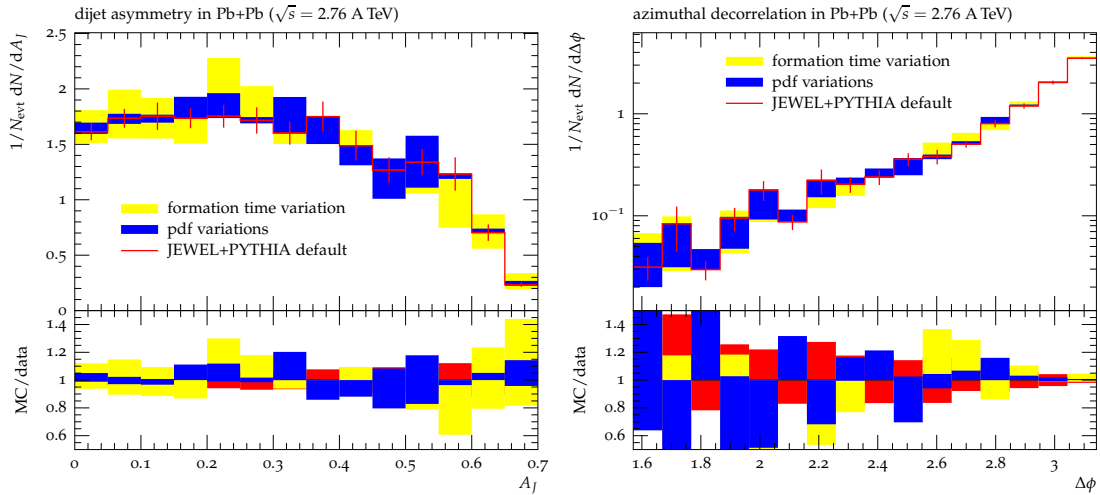 dijet asymmetry in Pb+Pb (√s = 2.76 A TeV)
2.5
2
1.5
1
0.5
0
1/N_evt dN/dA_J
formation time variation
pdf variations
JEWEL+PYTHIA default
1.4
1.2
1
0.8
0.6
MC/data
0 0.1 0.2 0.3 0.4 0.5 0.6 0.7
A_J
azimuthal decorrelation in Pb+Pb (√s = 2.76 A TeV)
1
10⁻¹
1/N_evt dN/dΔϕ
formation time variation
pdf variations
JEWEL+PYTHIA default
1.4
1.2
1
0.8
0.6
MC/data
1.6 1.8 2 2.2 2.4 2.6 2.8 3
Δϕ